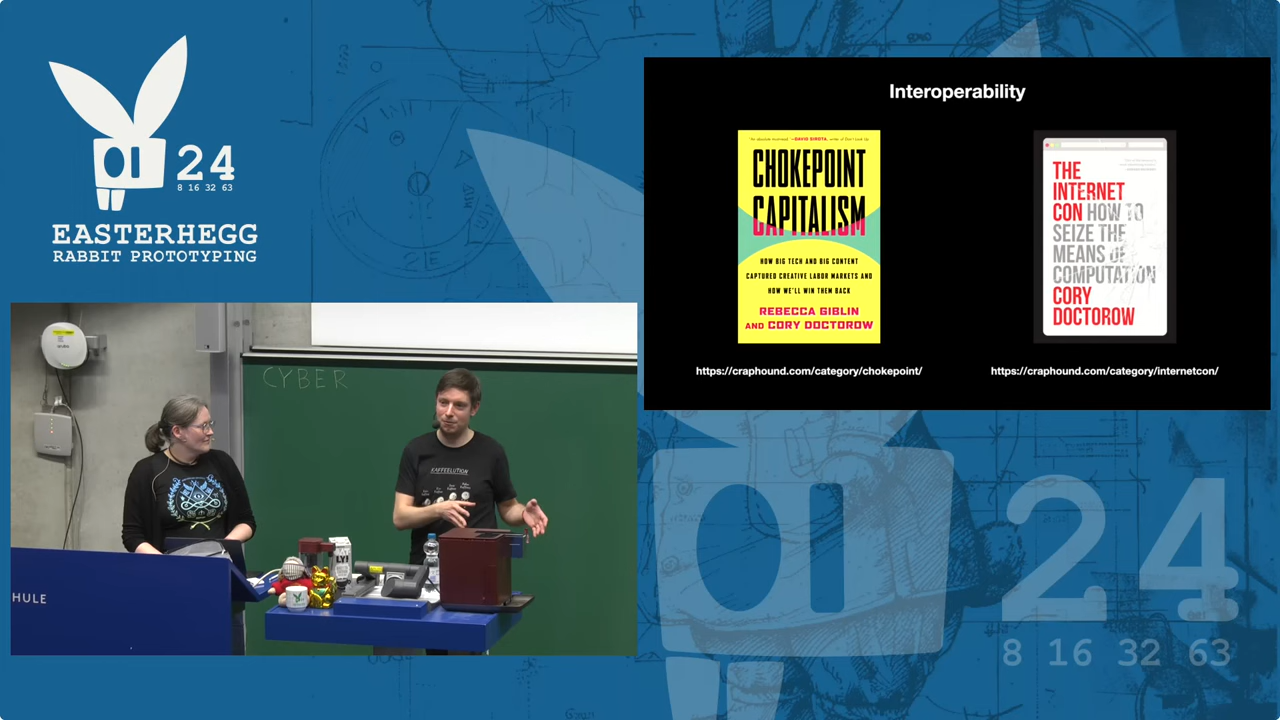 24
8 16 32 63
EASTERHEGG
RABBIT PROTOTYPING
Interoperability
CHOKEPOINT
CAPITALISM
HOW BIG TECH AND BIG CONTENT
CAPTURED CREATIVE LABOR MARKETS AND
HOW WE'LL WIN THEM BACK
REBECCA GIBLIN
AND CORY DOCTOROW
https://craphound.com/category/chokepoint/
THE
INTERNET
CON HOW TO
SEIZE THE
MEANS OF
COMPUTATION
CORY
DOCTOROW
https://craphound.com/category/internetcon/
CYBER
KAFFEELUTION
HULE
24
8 16 32 63